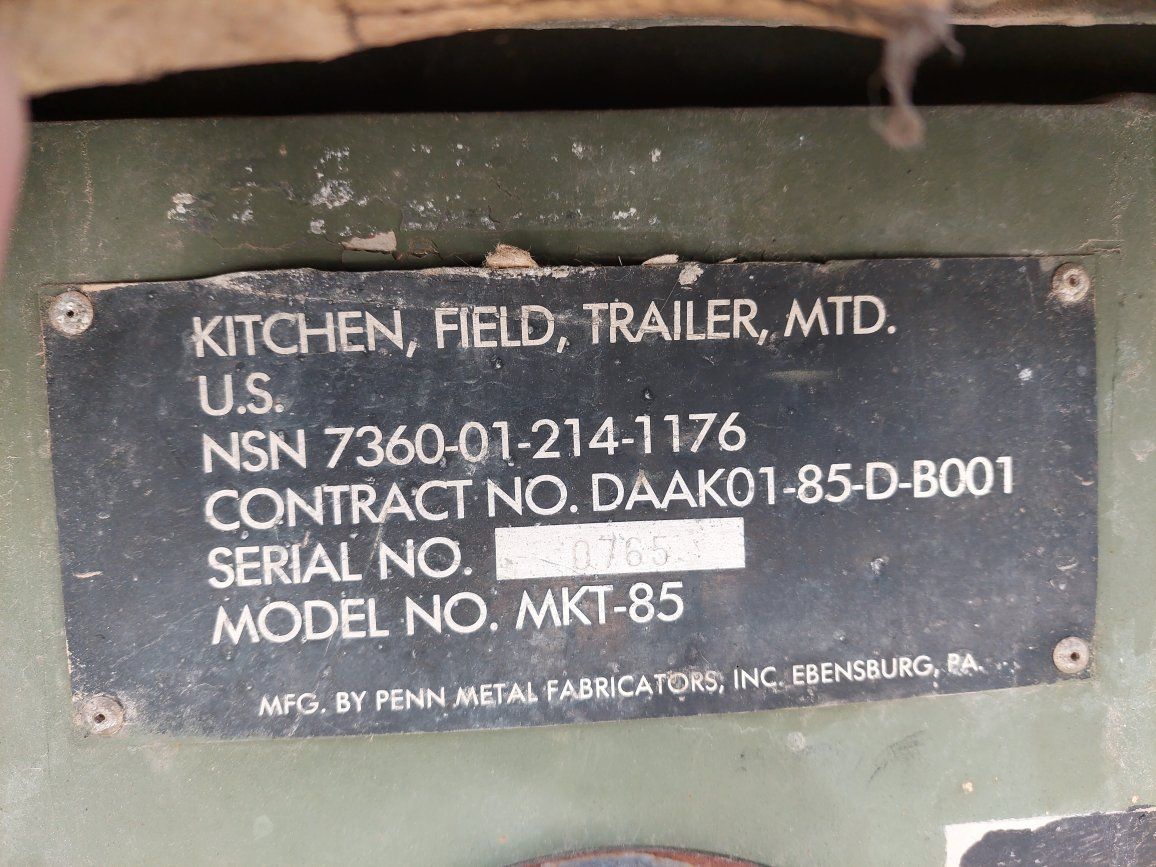 KITCHEN, FIELD, TRAILER, MTD.
U.S.
NSN 7360-01-214-1176
CONTRACT NO. DAAK01-85-D-B001
SERIAL NO. 0765
MODEL NO. MKT-85
MFG. BY PENN METAL FABRICATORS, INC. EBENSBURG, PA.